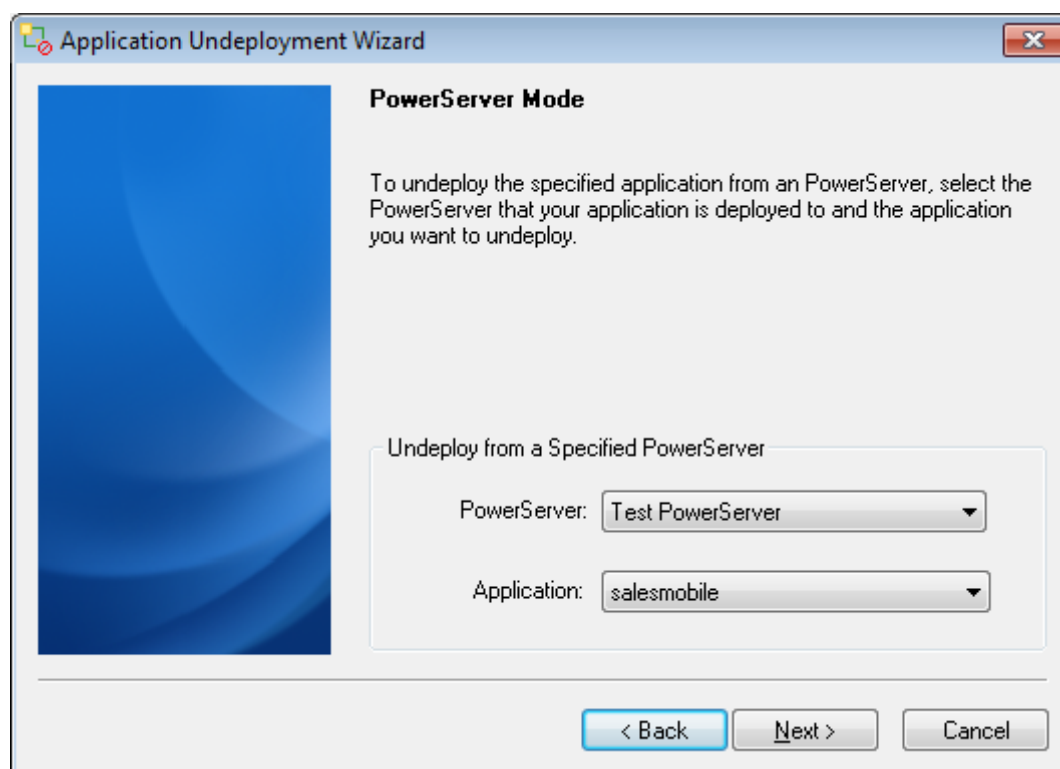 Application Undeployment Wizard
PowerServer Mode
To undeploy the specified application from an PowerServer, select the
PowerServer that your application is deployed to and the application
you want to undeploy.
Undeploy from a Specified PowerServer
PowerServer: Test PowerServer
Application: salesmobile
< Back Next > Cancel